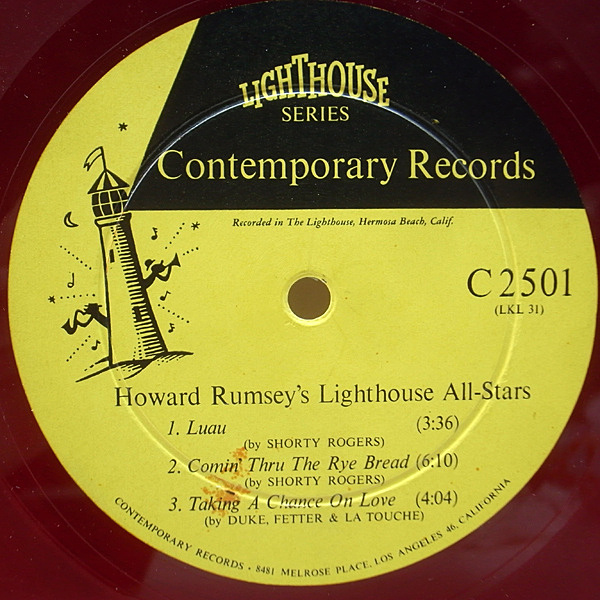 LIGHTHOUSE
SERIES
Contemporary Records
Recorded in The Lighthouse, Hermosa Beach, Calif.
C 2501
(LKL 31)
Howard Rumsey's Lighthouse All-Stars
1. Luau (3:36)
(by SHORTY ROGERS)
2. Comin' Thru The Rye Bread (6:10)
(by SHORTY ROGERS)
3. Taking A Chance On Love (4:04)
(by DUKE, FETTER & LA TOUCHE)
CONTEMPORARY RECORDS • 8481 MELROSE PLACE, LOS ANGELES 46, CALIFORNIA